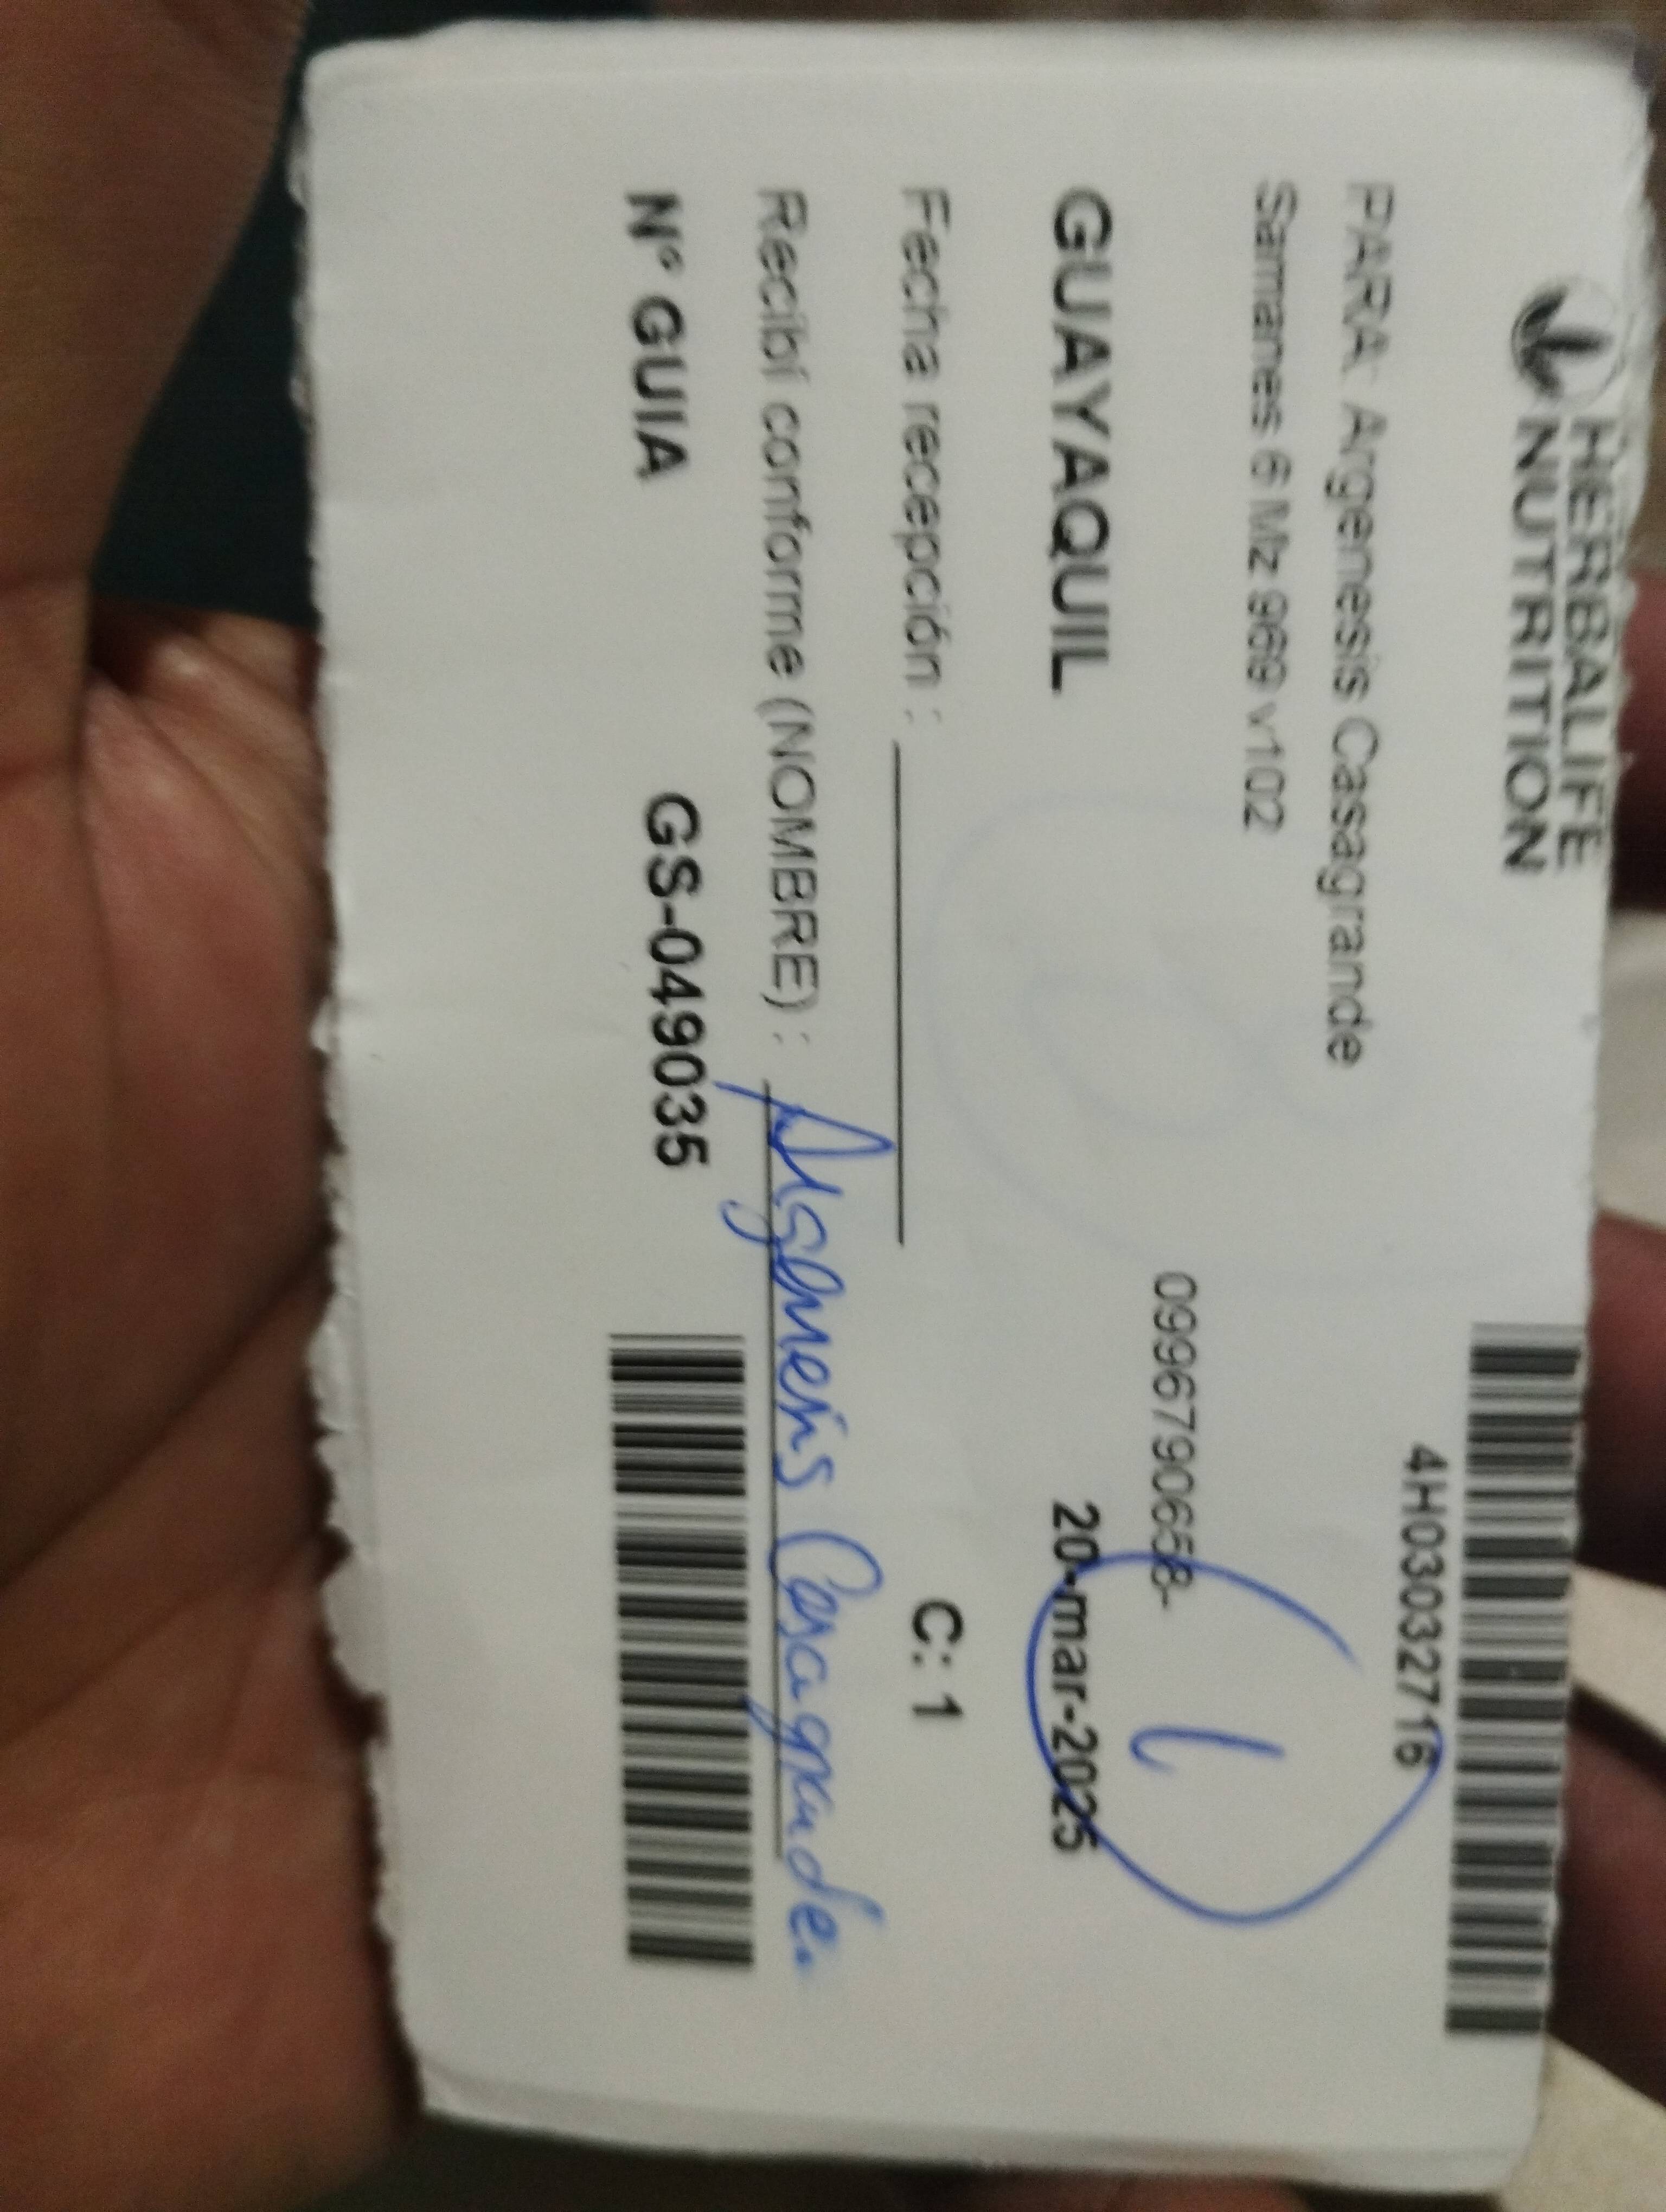 HERBALIFE
NUTRITION
4H03032716
PARA: Argenesis Casagrande
Samanes 6 Mz 969 v102
0996790658-
GUAYAQUIL
20-mar-2025
Fecha recepción :
C: 1
Recibí conforme (NOMBRE) : Argenesis Casagrande.
N° GUIA
GS-049035